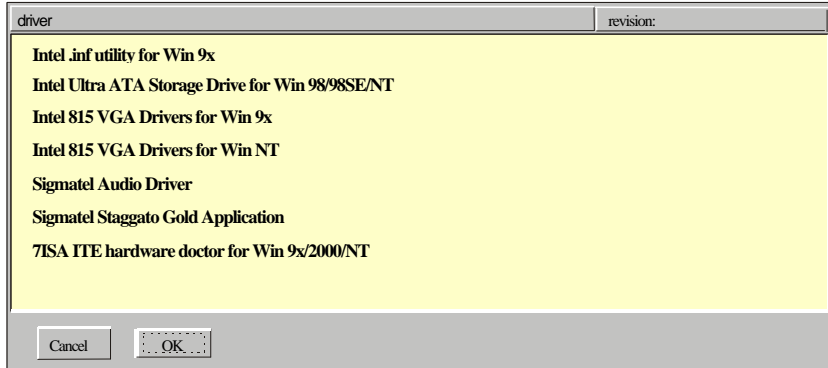 driver revision:
Intel .inf utility for Win 9x
Intel Ultra ATA Storage Drive for Win 98/98SE/NT
Intel 815 VGA Drivers for Win 9x
Intel 815 VGA Drivers for Win NT
Sigmatel Audio Driver
Sigmatel Staggato Gold Application
7ISA ITE hardware doctor for Win 9x/2000/NT
Cancel OK